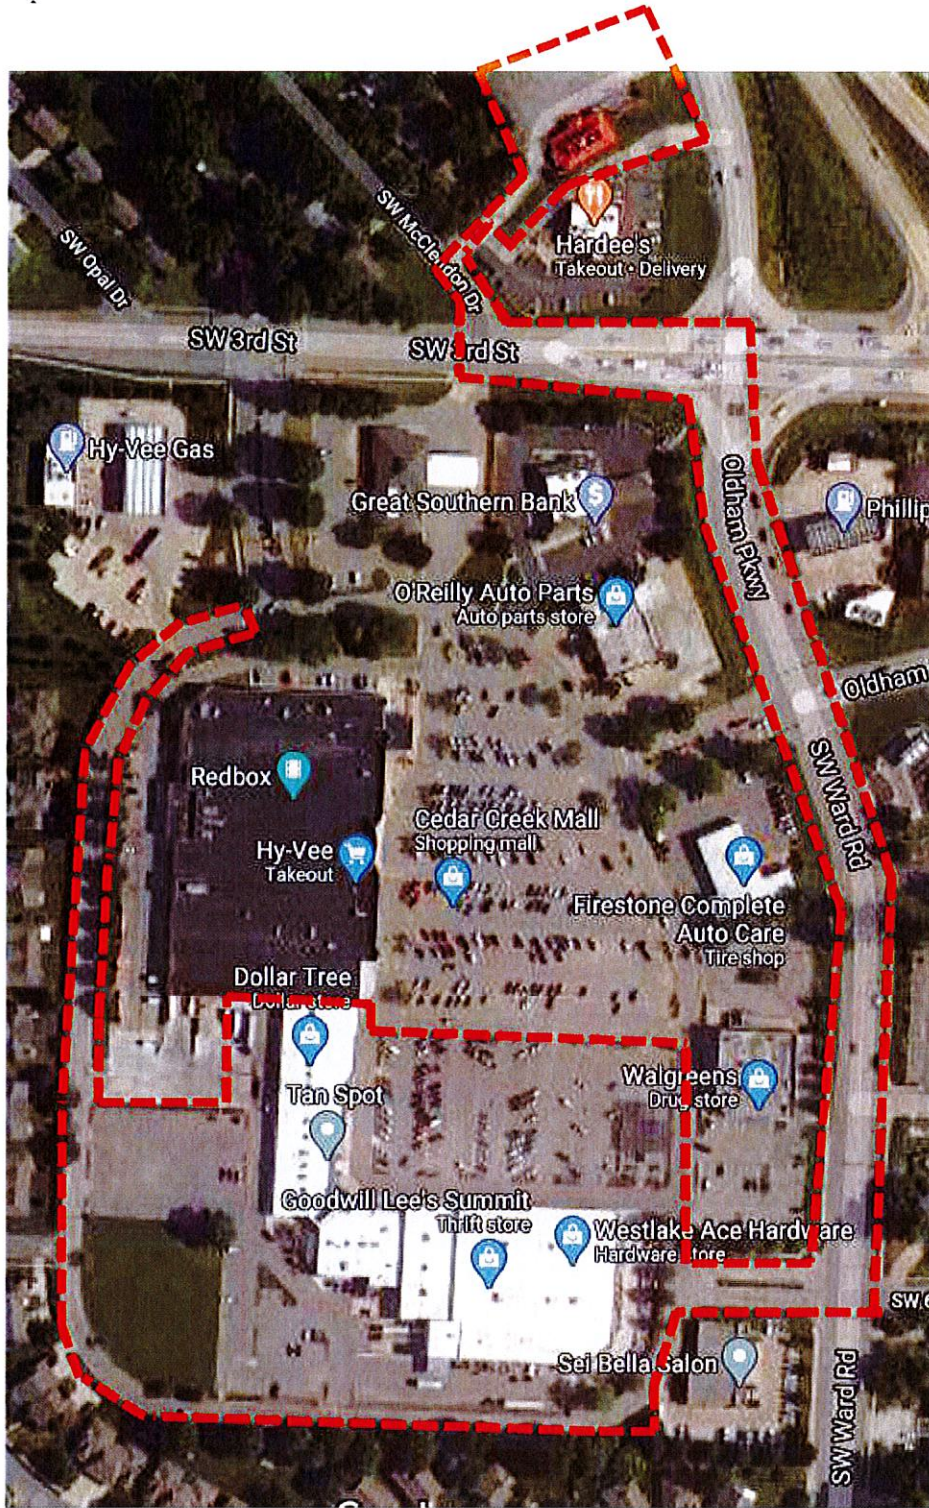 SW McClendon Dr
SW Opal Dr
Hardee's
Takeout • Delivery
SW 3rd St
SW 3rd St
Hy-Vee Gas
Great Southern Bank
Oldham Pkwy
O'Reilly Auto Parts
Auto parts store
Oldham
Redbox
SW Ward Rd
Cedar Creek Mall
Shopping mall
Hy-Vee
Takeout
Firestone Complete
Auto Care
Tire shop
Dollar Tree
Dollar store
Walgreens
Drug store
Tan Spot
Goodwill Lee's Summit
Thrift store
Westlake Ace Hardware
Hardware store
Sei Bella Salon
SW Ward Rd